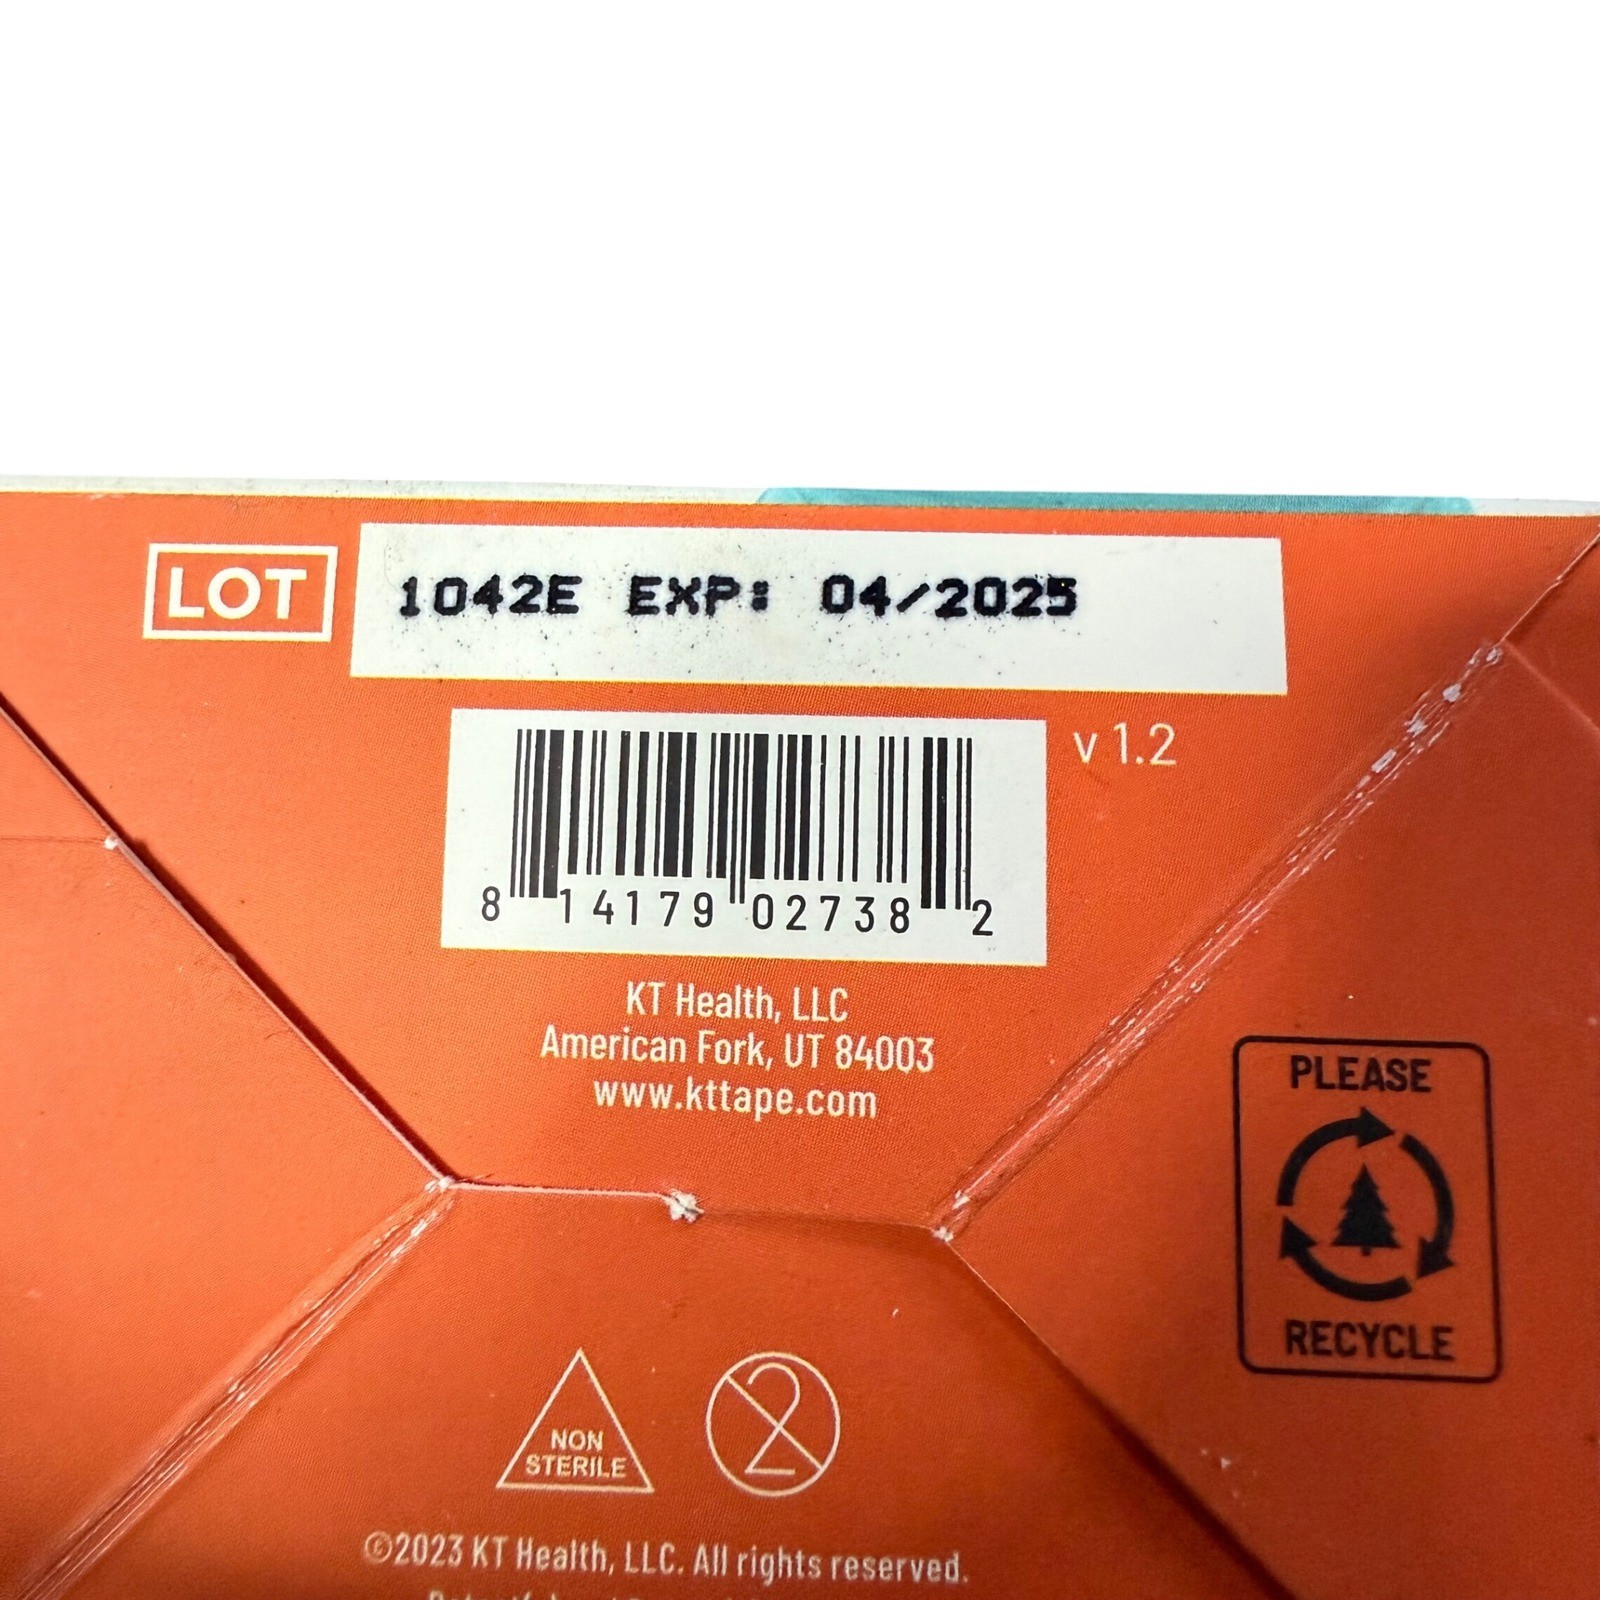 LOT
1042E EXP: 04/2025
v 1.2
8 14179 02738 2
KT Health, LLC
American Fork, UT 84003
www.kttape.com
PLEASE
RECYCLE
NON
STERILE
2
©2023 KT Health, LLC. All rights reserved.